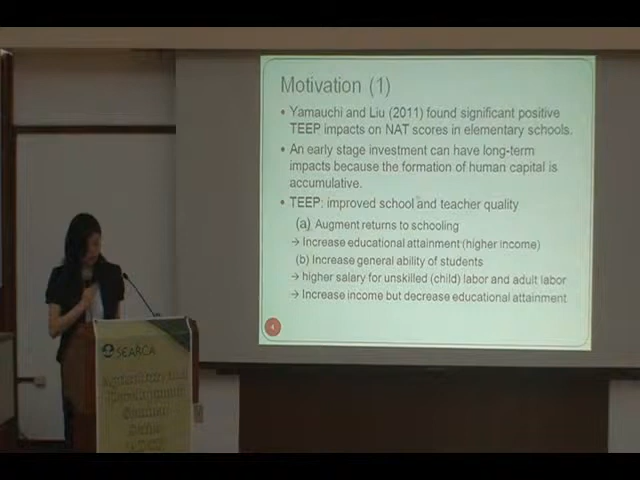 Motivation (1)
• Yamauchi and Liu (2011) found significant positive
TEEP impacts on NAT scores in elementary schools.
• An early stage investment can have long-term
impacts because the formation of human capital is
accumulative.
• TEEP: improved school and teacher quality
(a) Augment returns to schooling
→ Increase educational attainment (higher income)
(b) Increase general ability of students
→ higher salary for unskilled (child) labor and adult labor
→ Increase income but decrease educational attainment
4
SEARCA